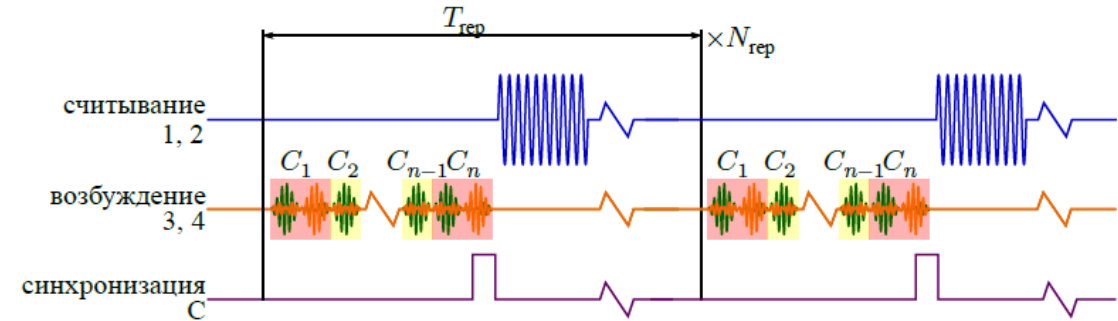 T_rep
×N_rep
считывание
1, 2
C_1 C_2 C_{n−1} C_n C_1 C_2 C_{n−1} C_n
возбуждение
3, 4
синхронизация
C